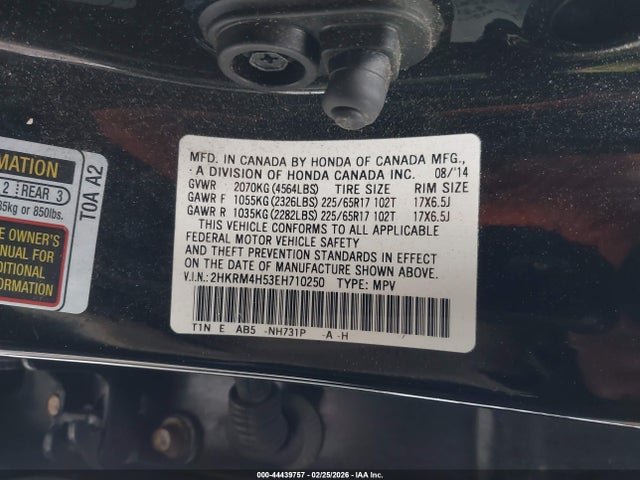 MATION
2 REAR 3
85kg or 850lbs.
E OWNER'S
NUAL FOR
DITIONAL
ORMATION
TOA A2
MFD. IN CANADA BY HONDA OF CANADA MFG.,
A DIVISION OF HONDA CANADA INC. 08/'14
GVWR 2070KG (4564LBS) TIRE SIZE RIM SIZE
GAWR F 1055KG (2326LBS) 225/65R17 102T 17X6.5J
GAWR R 1035KG (2282LBS) 225/65R17 102T 17X6.5J
THIS VEHICLE CONFORMS TO ALL APPLICABLE
FEDERAL MOTOR VEHICLE SAFETY
AND THEFT PREVENTION STANDARDS IN EFFECT
ON THE DATE OF MANUFACTURE SHOWN ABOVE.
V.I.N.: 2HKRM4H53EH710250 TYPE: MPV
T1N E AB5 -NH731P -A -H
000-44439757 - 02/25/2026 - IAA Inc.